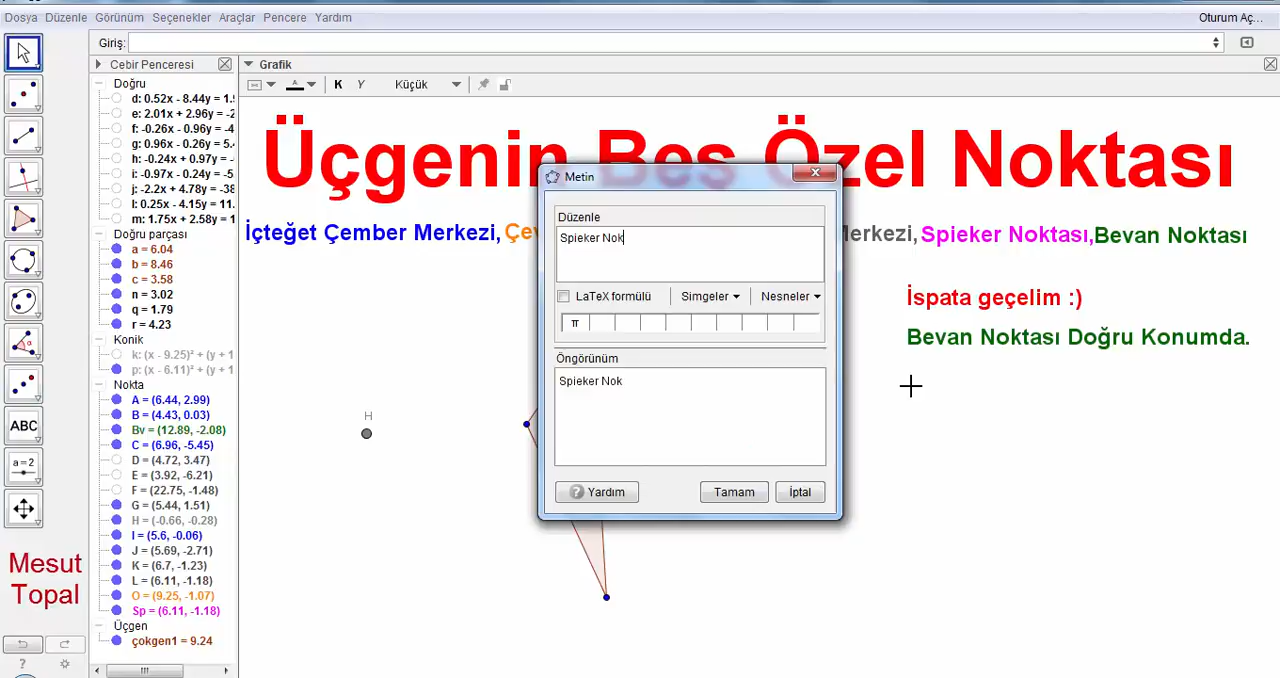 Dosya Düzenle Görünüm Seçenekler Araçlar Pencere Yardım Oturum Aç...
Giriş:
Cebir Penceresi
Grafik
K Y Küçük
Doğru
d: 0.52x - 8.44y = 1.
e: 2.01x + 2.96y = -2
f: -0.26x - 0.96y = -4
g: 0.96x - 0.26y = 5.
h: -0.24x + 0.97y = -
i: -0.97x - 0.24y = -5
j: -2.2x + 4.78y = -38
l: 0.25x - 4.15y = 11.
m: 1.75x + 2.58y = 1
Doğru parçası
a = 6.04
b = 8.46
c = 3.58
n = 3.02
q = 1.79
r = 4.23
Konik
k: (x - 9.25)² + (y + 1
p: (x - 6.11)² + (y + 1
Nokta
A = (6.44, 2.99)
B = (4.43, 0.03)
Bv = (12.89, -2.08)
C = (6.96, -5.45)
D = (4.72, 3.47)
E = (3.92, -6.21)
F = (22.75, -1.48)
G = (5.44, 1.51)
H = (-0.66, -0.28)
I = (5.6, -0.06)
J = (5.69, -2.71)
K = (6.7, -1.23)
L = (6.11, -1.18)
O = (9.25, -1.07)
Sp = (6.11, -1.18)
Üçgen
çokgen1 = 9.24
ABC
a=2
Mesut
Topal
?
Üçgenin Beş Özel Noktası
İçteğet Çember Merkezi, Çev Merkezi, Spieker Noktası, Bevan Noktası
İspata geçelim :)
Bevan Noktası Doğru Konumda.
H
Metin
Düzenle
Spieker Nok
LaTeX formülü Simgeler Nesneler
π
Öngörünüm
Spieker Nok
Yardım Tamam İptal